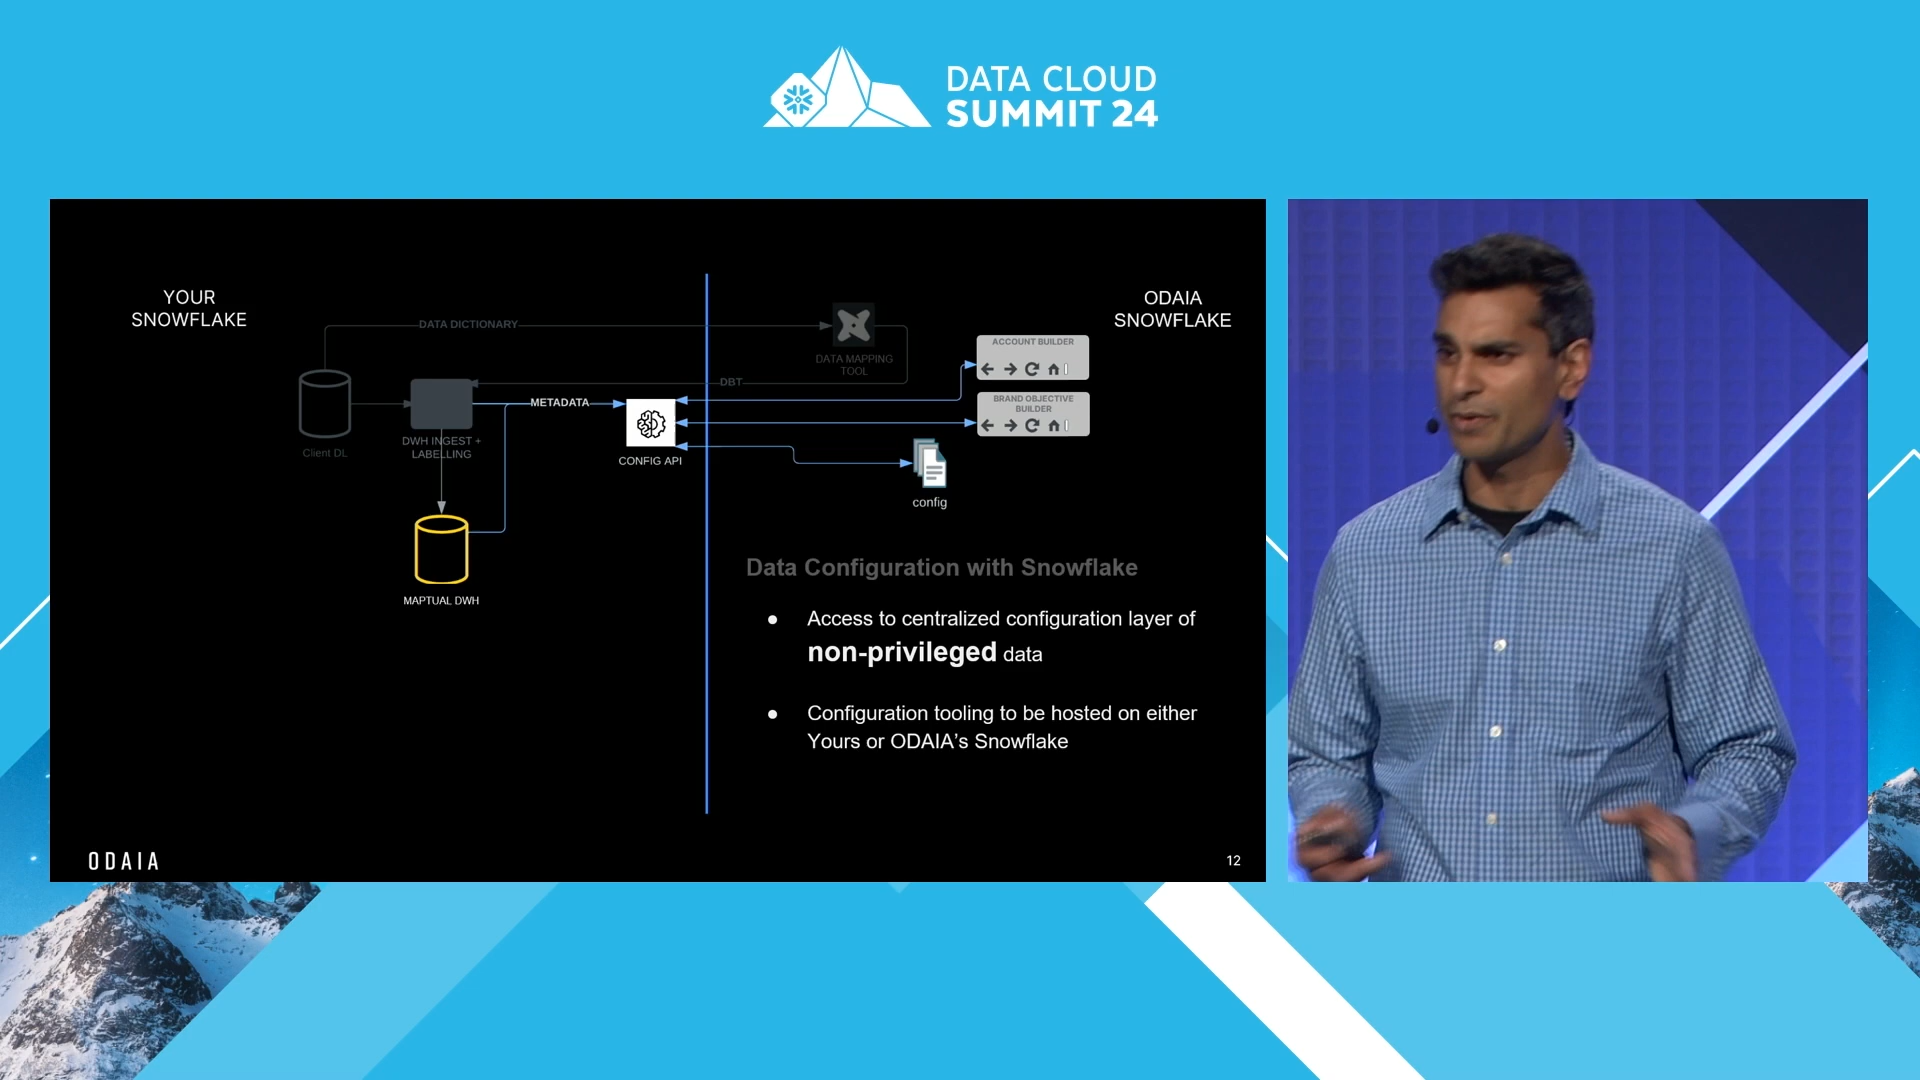 DATA CLOUD
SUMMIT 24
YOUR
SNOWFLAKE
ODAIA
SNOWFLAKE
DATA DICTIONARY
DATA MAPPING
TOOL
ACCOUNT BUILDER
DBT
METADATA
BRAND OBJECTIVE
BUILDER
Client DL
DWH INGEST +
LABELLING
CONFIG API
config
MAPTUAL DWH
Data Configuration with Snowflake
● Access to centralized configuration layer of
non-privileged data
● Configuration tooling to be hosted on either
Yours or ODAIA's Snowflake
ODAIA
12